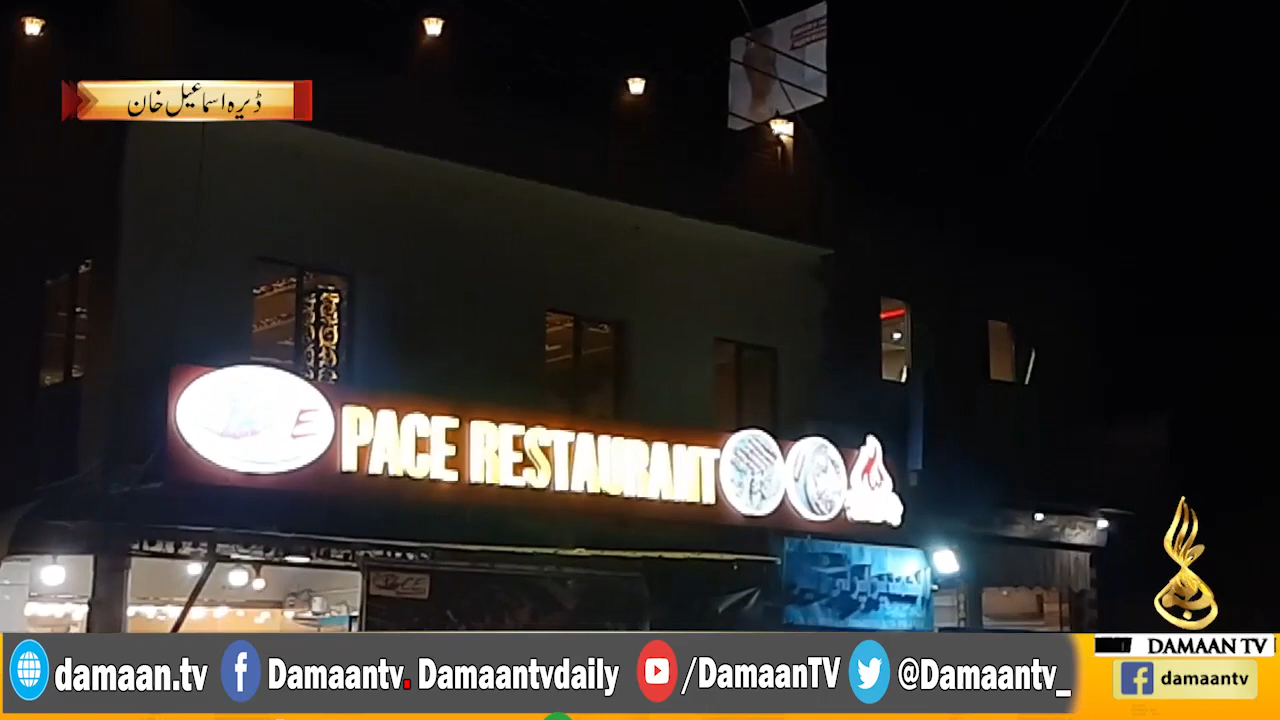 ڈیرہ اسماعیل خان
PACE RESTAURANT
damaan.tv
Damaantv. Damaantvdaily
/DamaanTV
@Damaantv_
DAMAAN TV
damaantv